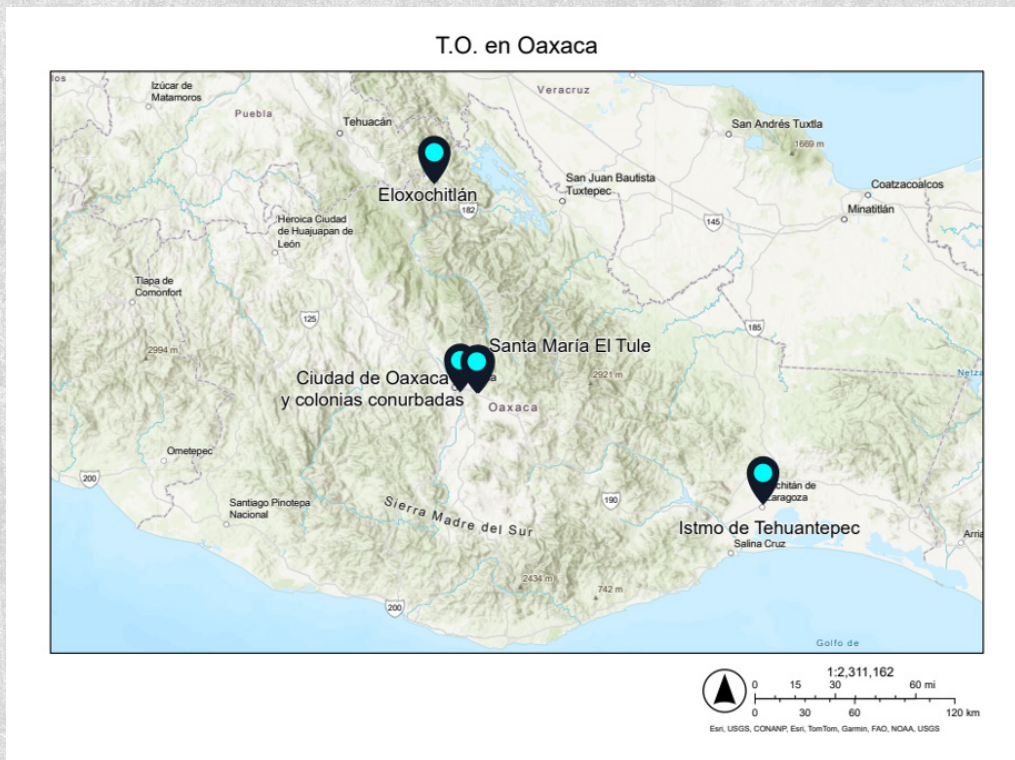 T.O. en Oaxaca
los
Izúcar de
Matamoros
Puebla
Tehuacán
Veracruz
San Andrés Tuxtla
1669 m
Eloxochitlán
182
San Juan Bautista
Tuxtepec
Coatzacoalcos
Minatitlán
145
Heroica Ciudad
de Huajuapan de
León
Tlapa de
Comonfort
125
185
2994 m
Santa María El Tule
2921 m
Ciudad de Oaxaca
y colonias conurbadas
Oaxaca
Ometepec
200
Santiago Pinotepa
Nacional
Sierra Madre del Sur
190
chitán de
aragoza
Istmo de Tehuantepec
Salina Cruz
Arria
2434 m
742 m
200
Golfo de
1:2,311,162
0 15 30 60 mi
0 30 60 120 km
Esri, USGS, CONANP, Esri, TomTom, Garmin, FAO, NOAA, USGS